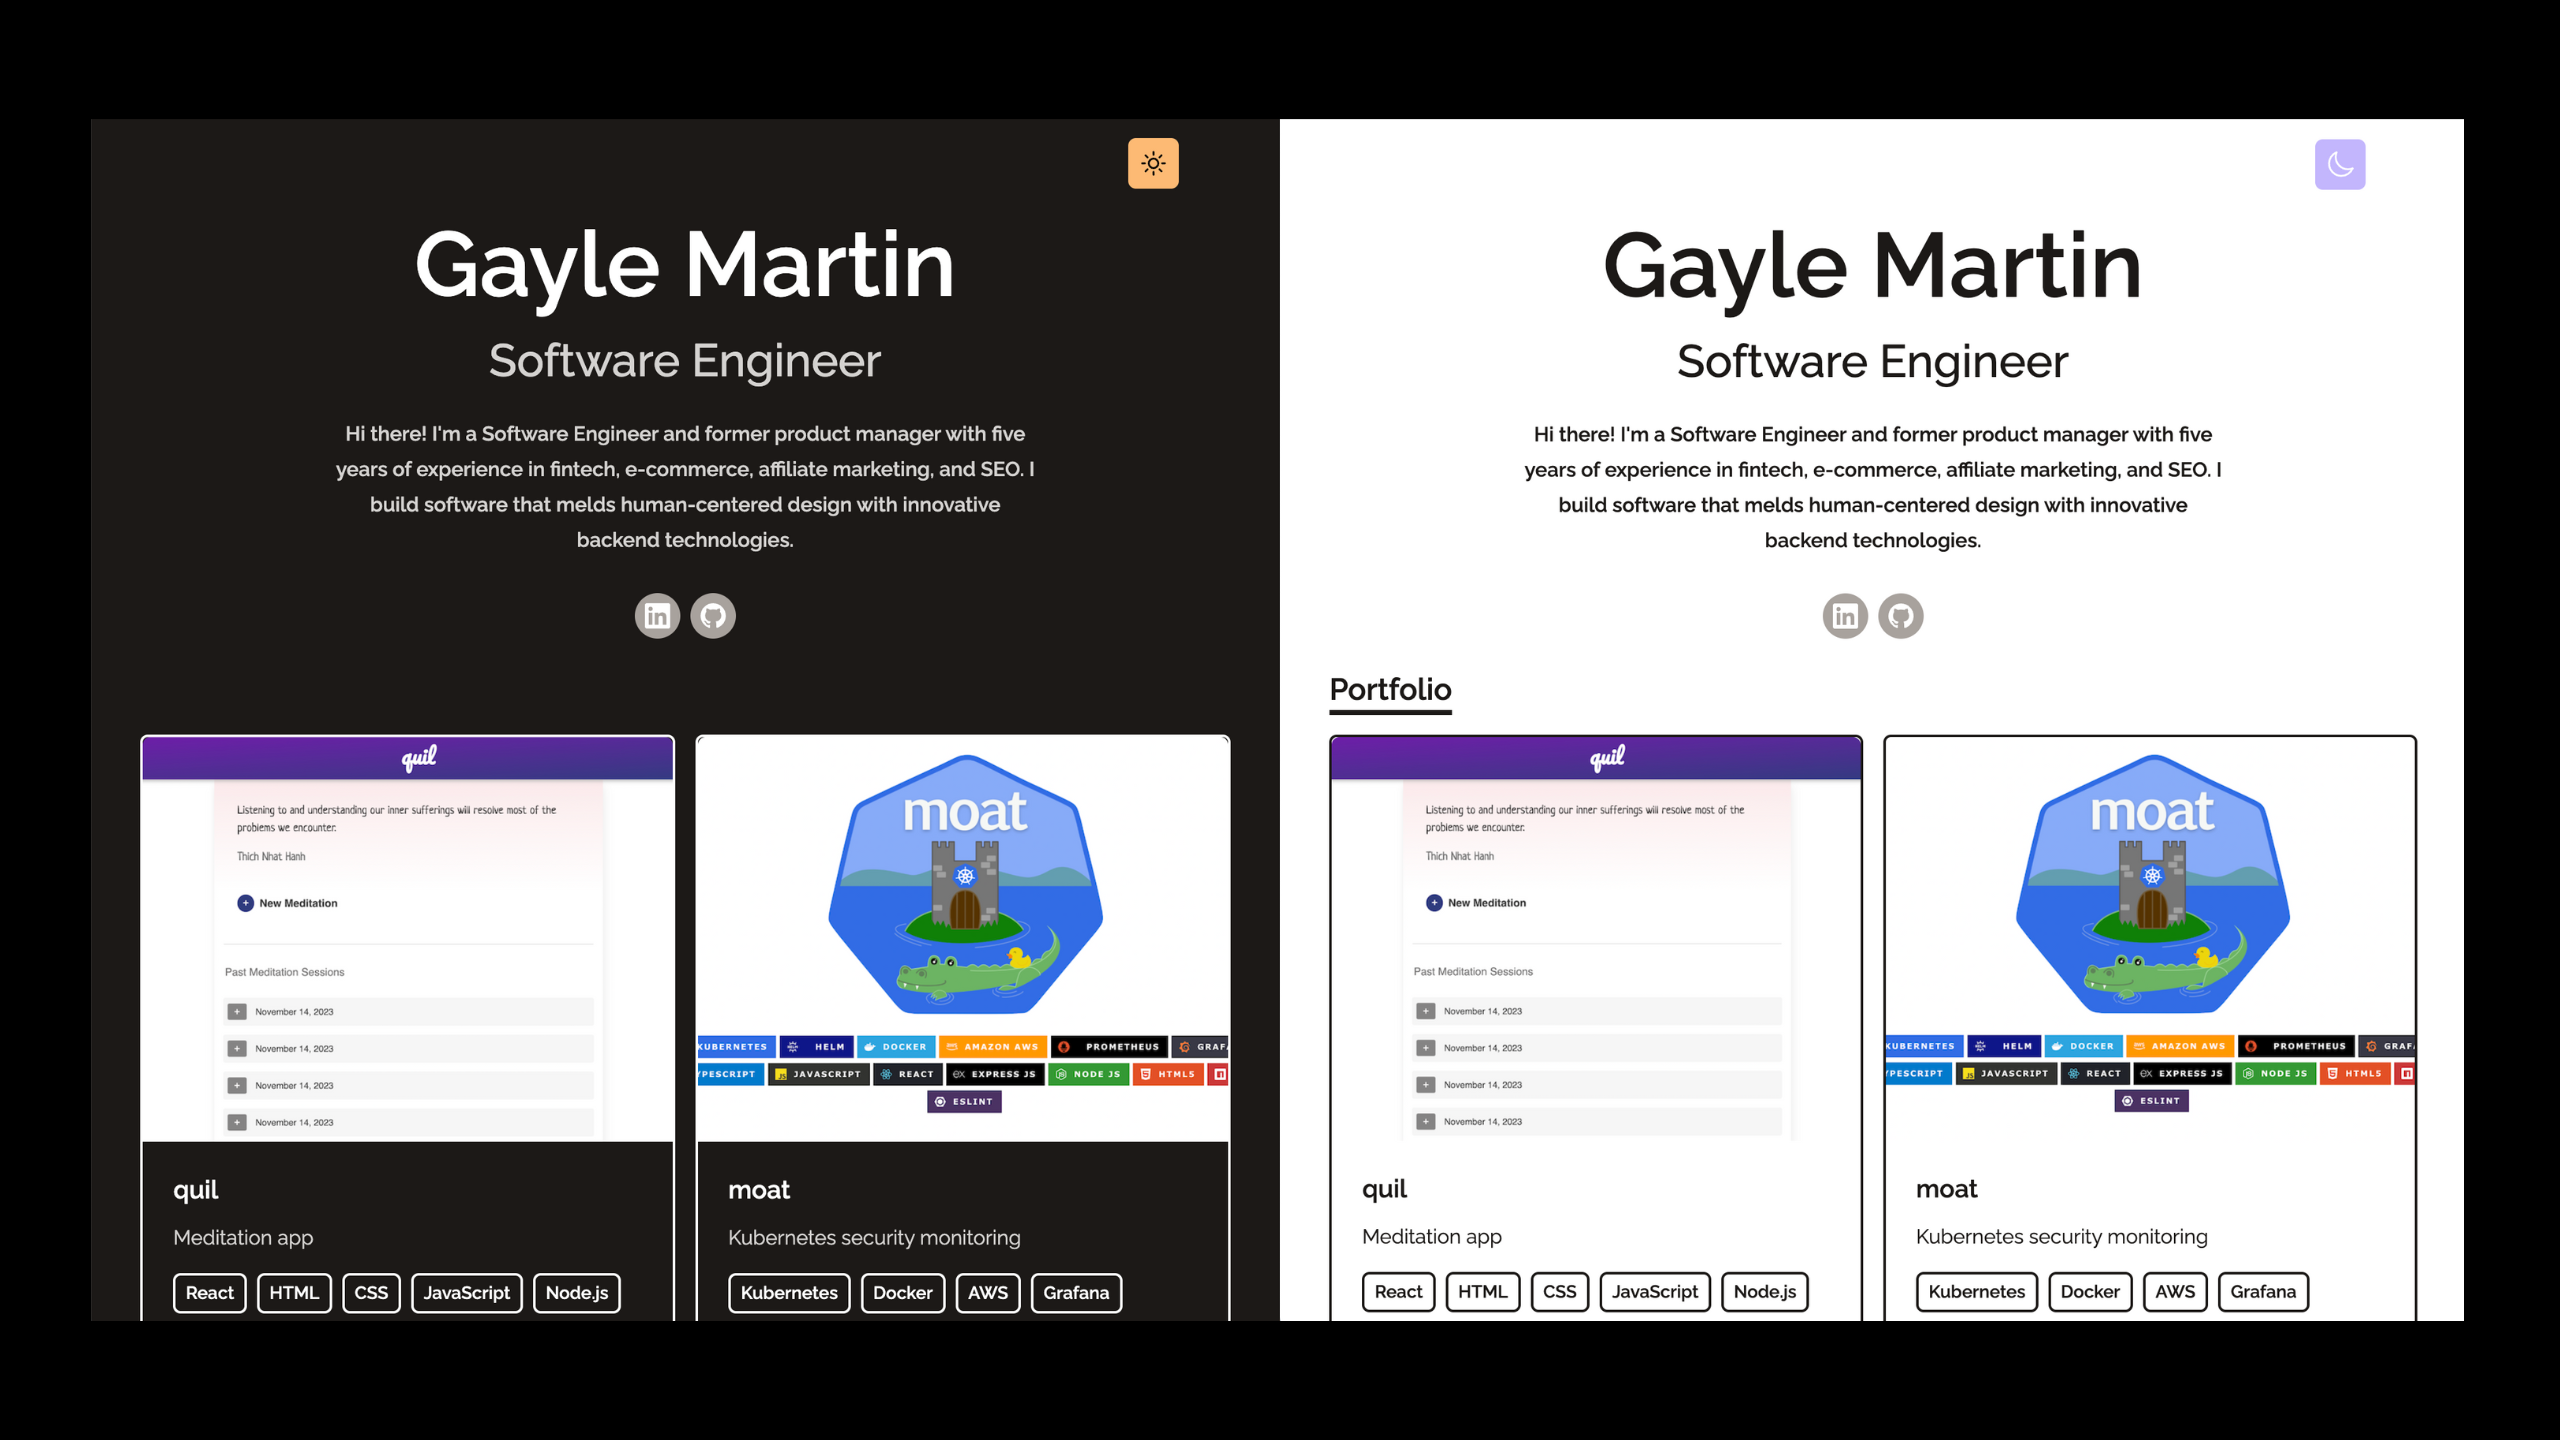 Gayle Martin
Software Engineer
Hi there! I'm a Software Engineer and former product manager with five
years of experience in fintech, e-commerce, affiliate marketing, and SEO. I
build software that melds human-centered design with innovative
backend technologies.
quil
Listening to and understanding our inner sufferings will resolve most of the
problems we encounter.
Thich Nhat Hanh
New Meditation
Past Meditation Sessions
November 14, 2023
November 14, 2023
November 14, 2023
November 14, 2023
quil
Meditation app
React HTML CSS JavaScript Node.js
moat
KUBERNETES HELM DOCKER AMAZON AWS PROMETHEUS GRAFA
YPESCRIPT JAVASCRIPT REACT EX EXPRESS JS NODE JS HTML5
ESLINT
moat
Kubernetes security monitoring
Kubernetes Docker AWS Grafana
Gayle Martin
Software Engineer
Hi there! I'm a Software Engineer and former product manager with five
years of experience in fintech, e-commerce, affiliate marketing, and SEO. I
build software that melds human-centered design with innovative
backend technologies.
Portfolio
quil
Listening to and understanding our inner sufferings will resolve most of the
problems we encounter.
Thich Nhat Hanh
New Meditation
Past Meditation Sessions
November 14, 2023
November 14, 2023
November 14, 2023
November 14, 2023
quil
Meditation app
React HTML CSS JavaScript Node.js
moat
KUBERNETES HELM DOCKER AMAZON AWS PROMETHEUS GRAFA
YPESCRIPT JAVASCRIPT REACT EX EXPRESS JS NODE JS HTML5
ESLINT
moat
Kubernetes security monitoring
Kubernetes Docker AWS Grafana